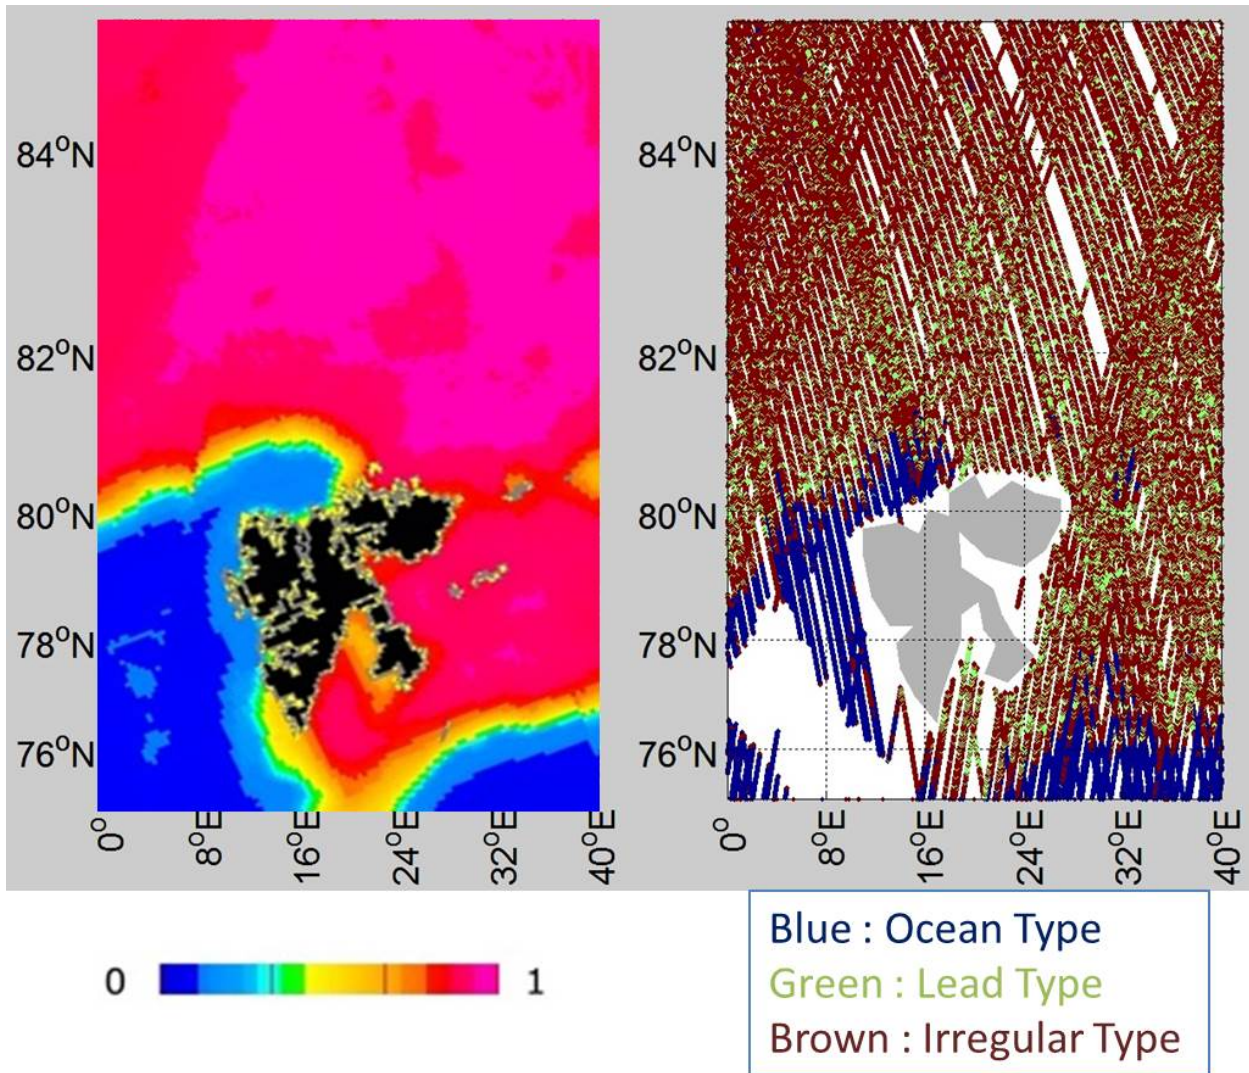 84°N
82°N
80°N
78°N
76°N
0°
8°E
16°E
24°E
32°E
40°E
84°N
82°N
80°N
78°N
76°N
0°
8°E
16°E
24°E
32°E
40°E
0 1
Blue : Ocean Type
Green : Lead Type
Brown : Irregular Type